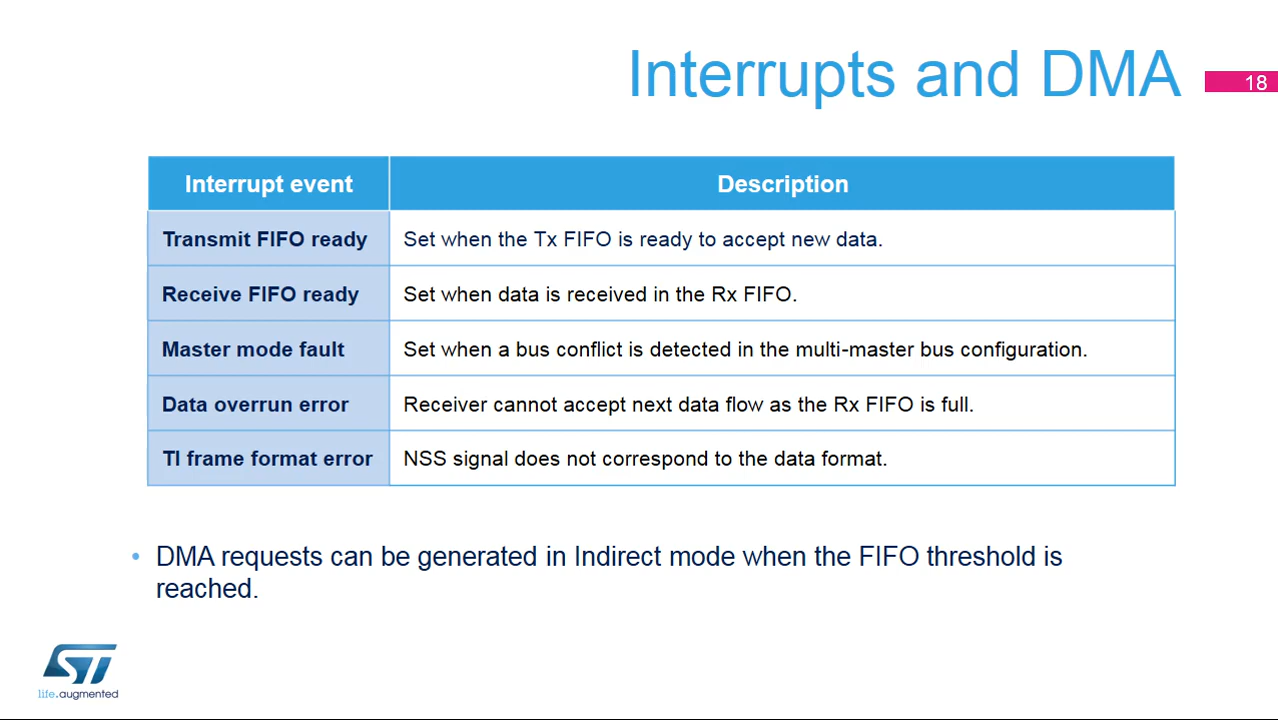 Interrupts and DMA
18
Interrupt event
Description
Transmit FIFO ready
Set when the Tx FIFO is ready to accept new data.
Receive FIFO ready
Set when data is received in the Rx FIFO.
Master mode fault
Set when a bus conflict is detected in the multi-master bus configuration.
Data overrun error
Receiver cannot accept next data flow as the Rx FIFO is full.
TI frame format error
NSS signal does not correspond to the data format.
• DMA requests can be generated in Indirect mode when the FIFO threshold is
reached.
ST
life.augmented